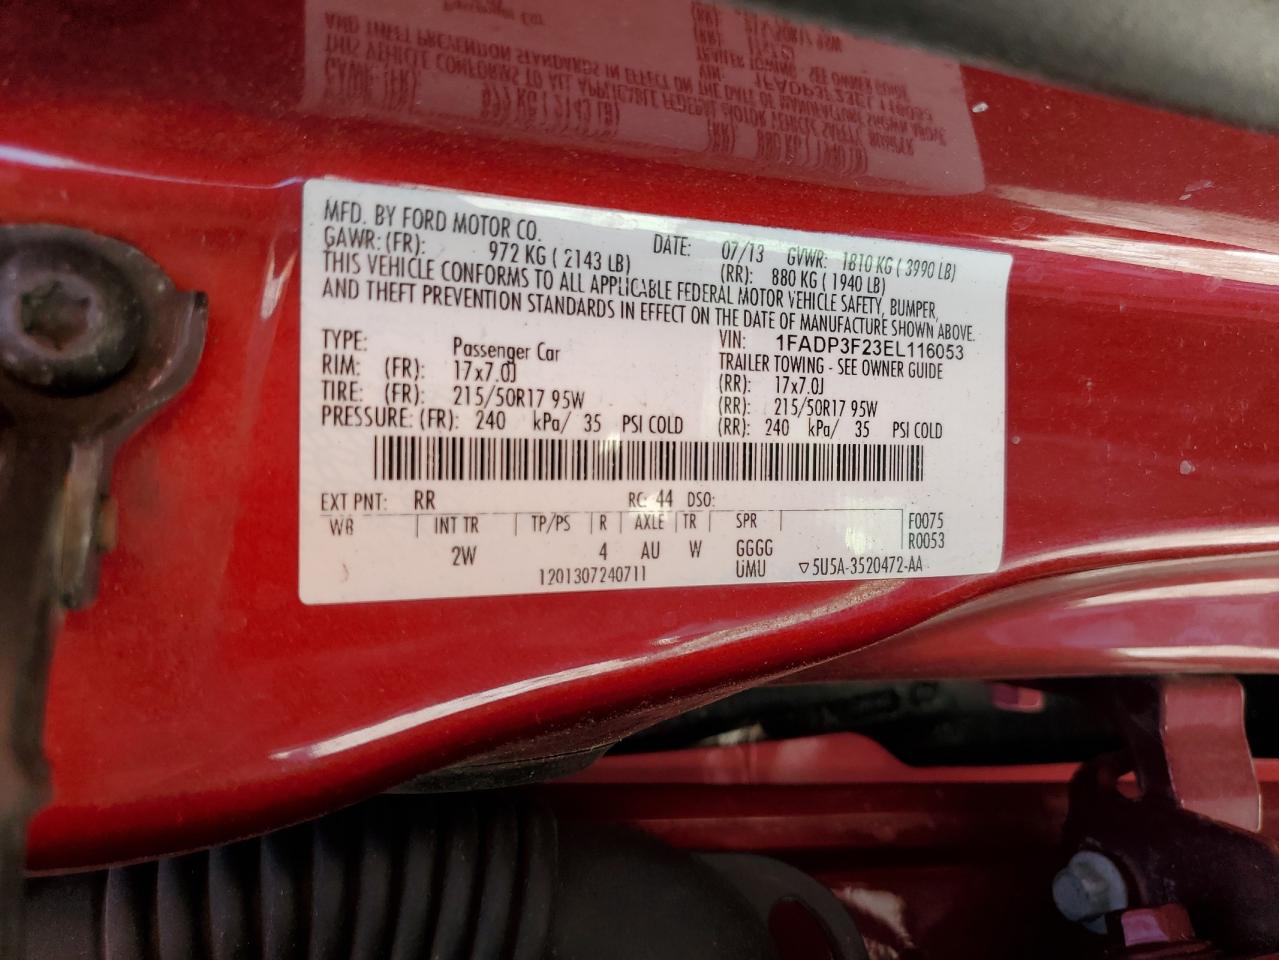 MFD. BY FORD MOTOR CO. DATE: 07/13 GVWR: 1810 KG ( 3990 LB)
GAWR: (FR): 972 KG ( 2143 LB) (RR): 880 KG ( 1940 LB)
THIS VEHICLE CONFORMS TO ALL APPLICABLE FEDERAL MOTOR VEHICLE SAFETY, BUMPER,
AND THEFT PREVENTION STANDARDS IN EFFECT ON THE DATE OF MANUFACTURE SHOWN ABOVE.
VIN: 1FADP3F23EL116053
TYPE: Passenger Car TRAILER TOWING - SEE OWNER GUIDE
RIM: (FR): 17x7.0J (RR): 17x7.0J
TIRE: (FR): 215/50R17 95W (RR): 215/50R17 95W
PRESSURE: (FR): 240 kPa/ 35 PSI COLD (RR): 240 kPa/ 35 PSI COLD
EXT PNT: RR RC: 44 DSO:
WB INT TR TP/PS R AXLE TR SPR F0075
R0053
2W 4 AU W GGGG
1201307240711 UMU ▽5U5A-3520472-AA